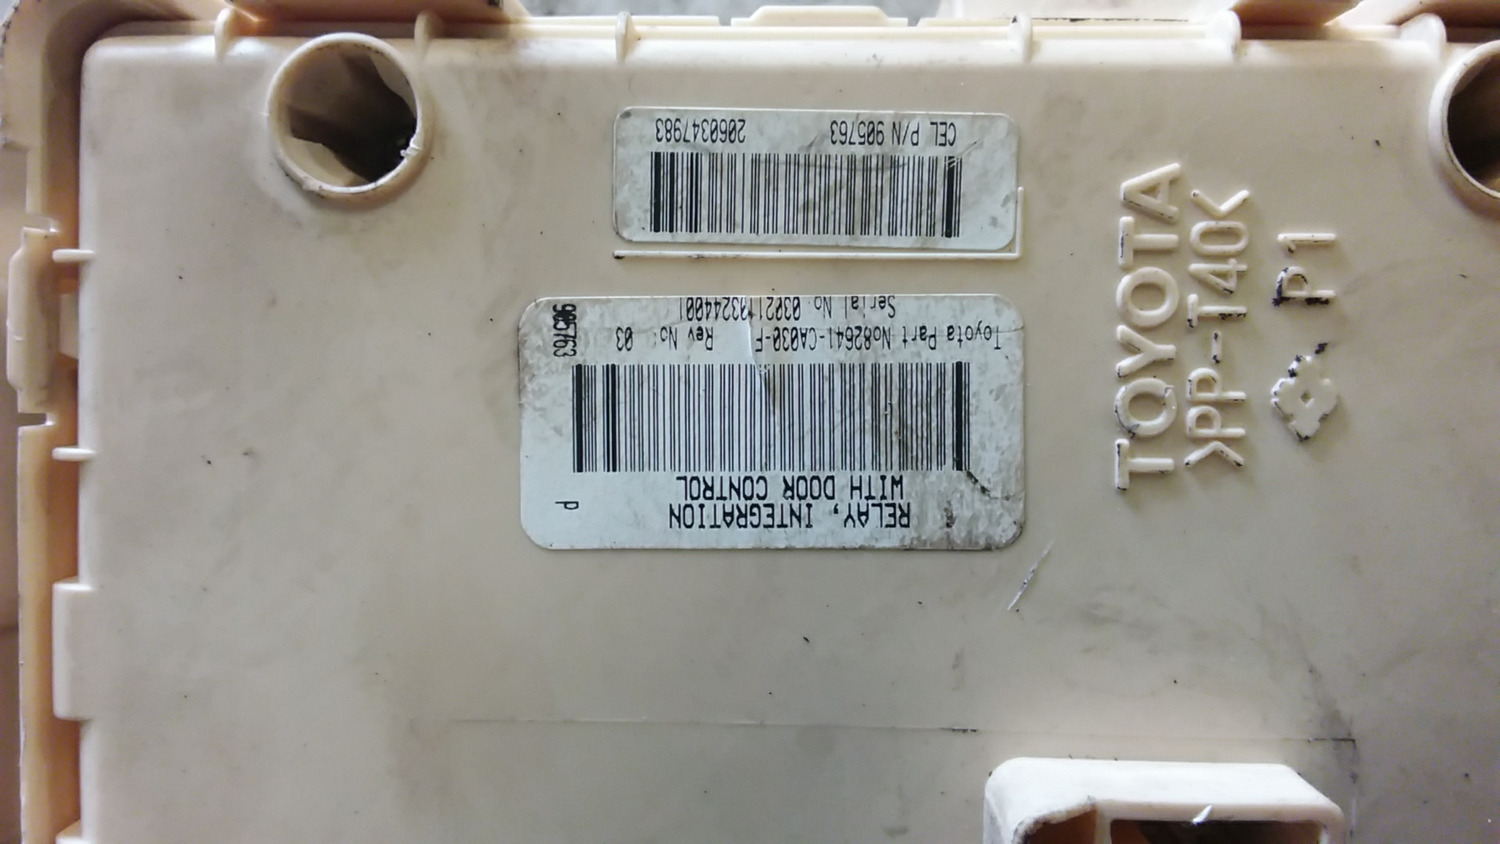 CEL P/N 905763 2060347983
RELAY, INTEGRATION
WITH DOOR CONTROL
P
Toyota Part No82641-CA030-F Rev No: 03
Serial No:
905763
TOYOTA
>PP-T40<
P1